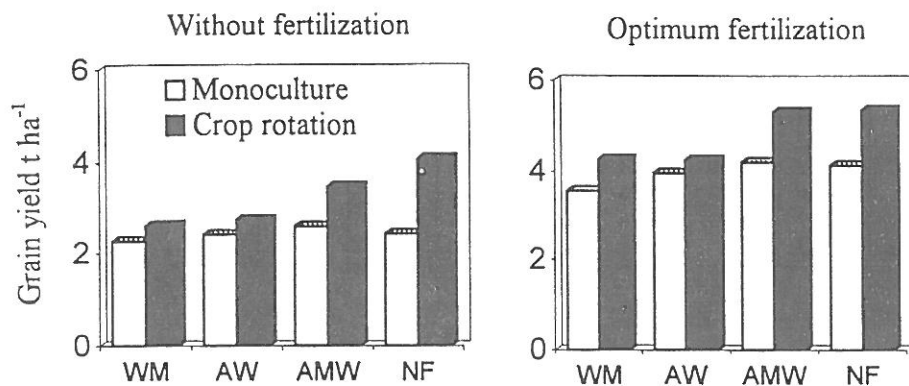 Without fertilization
Optimum fertilization
Grain yield t ha⁻¹
6
4
2
0
Monoculture
Crop rotation
WM AW AMW NF
6
4
2
0
WM AW AMW NF